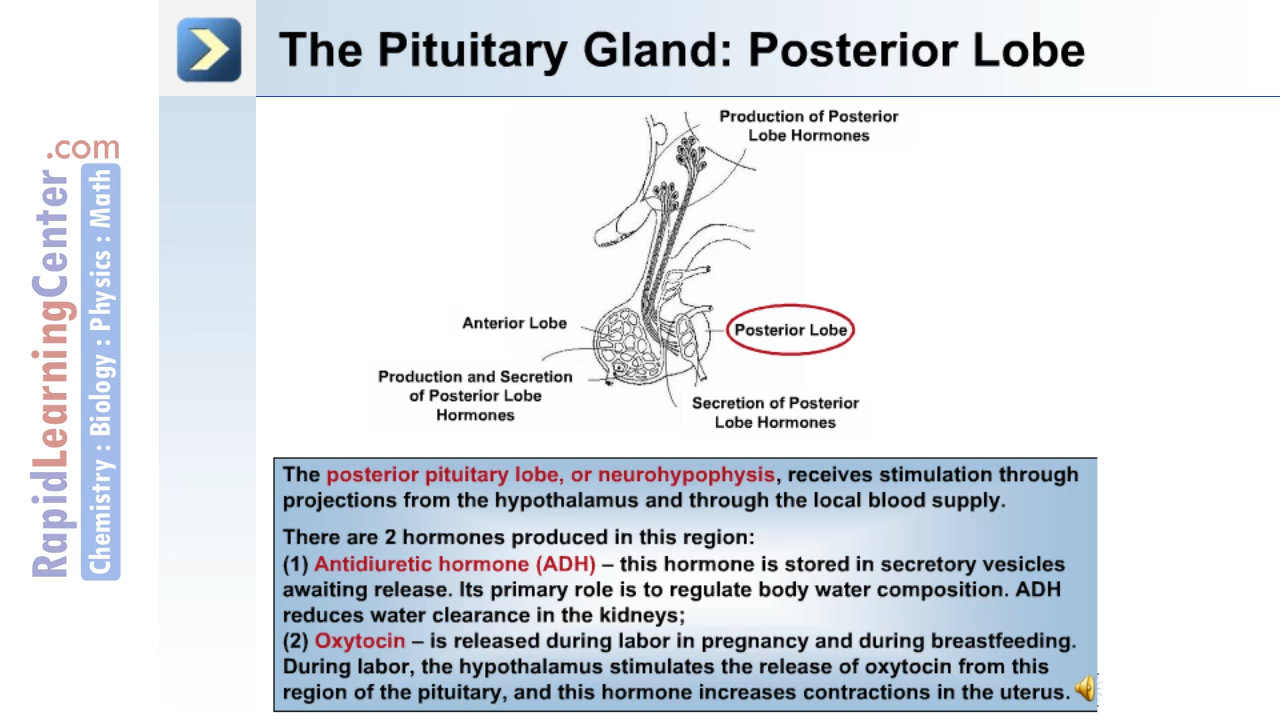 The Pituitary Gland: Posterior Lobe
RapidLearningCenter.com
Chemistry : Biology : Physics : Math
Production of Posterior
Lobe Hormones
Anterior Lobe
Posterior Lobe
Production and Secretion
of Posterior Lobe
Hormones
Secretion of Posterior
Lobe Hormones
The posterior pituitary lobe, or neurohypophysis, receives stimulation through
projections from the hypothalamus and through the local blood supply.
There are 2 hormones produced in this region:
(1) Antidiuretic hormone (ADH) – this hormone is stored in secretory vesicles
awaiting release. Its primary role is to regulate body water composition. ADH
reduces water clearance in the kidneys;
(2) Oxytocin – is released during labor in pregnancy and during breastfeeding.
During labor, the hypothalamus stimulates the release of oxytocin from this
region of the pituitary, and this hormone increases contractions in the uterus.